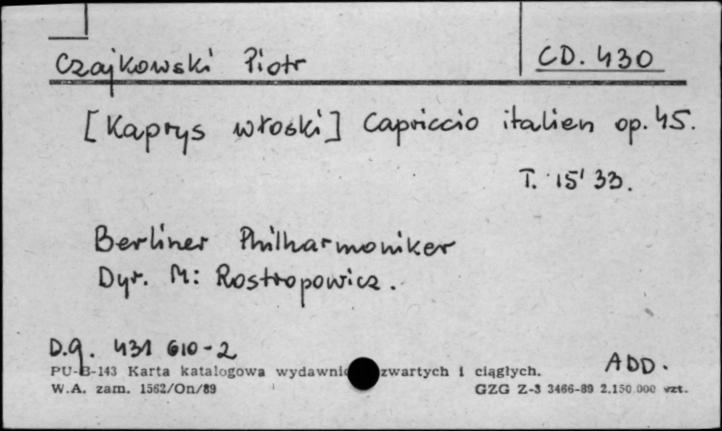 Czajkowski Piotr CD. 430
[Kaprys włoski] Capriccio italien op. 45.
T. 15' 33.
Berliner Philharmoniker
Dyr. M: Rostropowicz.
D.g. 431 610-2
ADD.
PU-B-143 Karta katalogowa wydawnic zwartych i ciągłych.
W.A. zam. 1562/On/89 GZG Z-3 3466-89 2.150.000 szt.